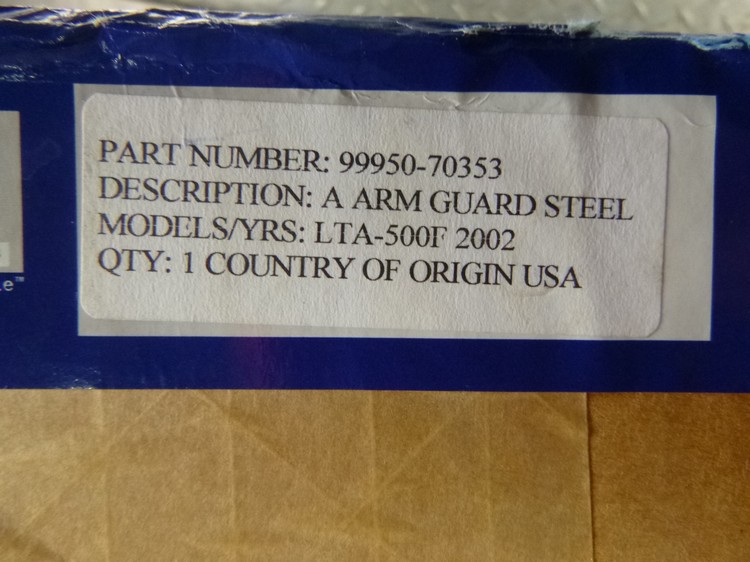 PART NUMBER: 99950-70353
DESCRIPTION: A ARM GUARD STEEL
MODELS/YRS: LTA-500F 2002
QTY: 1 COUNTRY OF ORIGIN USA